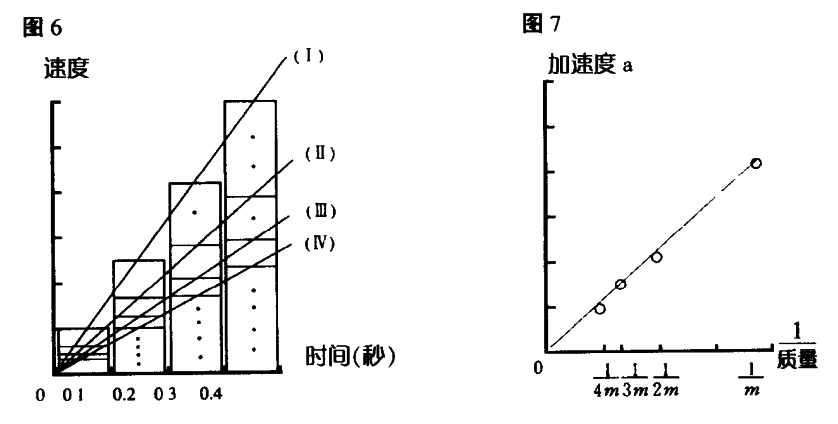 图6
速度
(Ⅰ)
(Ⅱ)
(Ⅲ)
(Ⅳ)
时间(秒)
0 0 1 0.2 0 3 0.4
图7
加速度 a
1/质量
0
1/4m 1/3m 1/2m 1/m